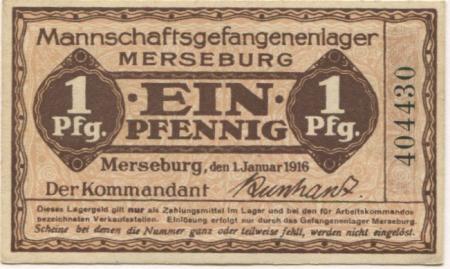 Mannschaftsgefangenenlager
MERSEBURG
1 Pfg. · EIN · 1 Pfg.
PFENNIG
404430
Merseburg, den 1. Januar 1916
Der Kommandant
Dieses Lagergeld gilt nur als Zahlungsmittel im Lager und bei den für Arbeitskommandos
bezeichneten Verkaufsstellen. Einlösung erfolgt nur durch das Gefangenenlager Merseburg.
Scheine bei denen die Nummer ganz oder teilweise fehlt, werden nicht eingelöst.